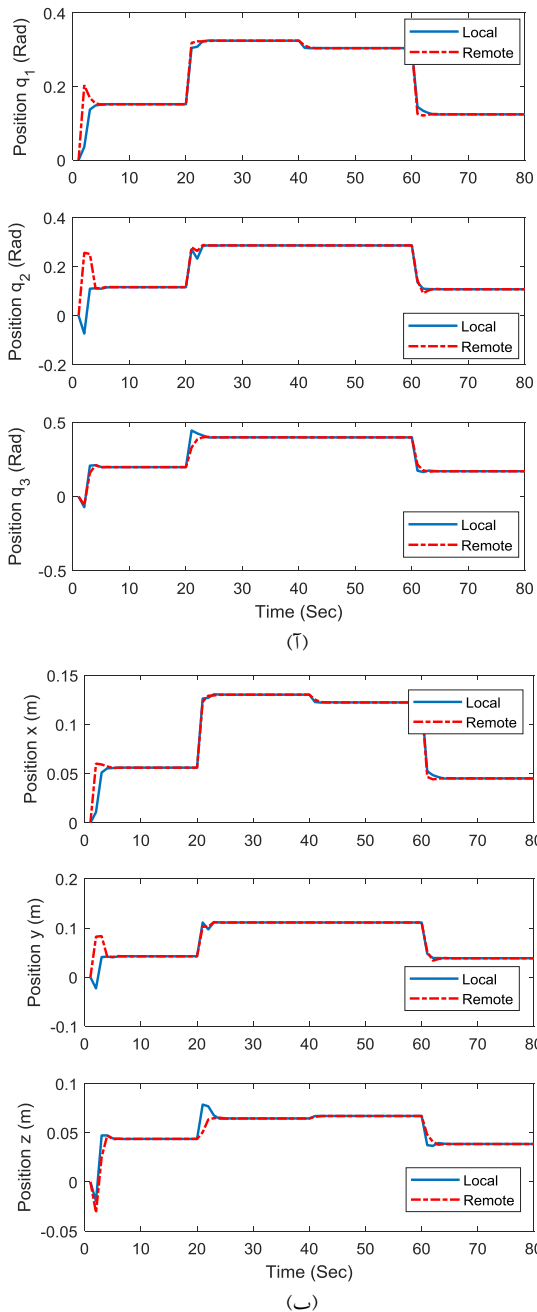 0.4
0.2
0
Position q1 (Rad)
Local
Remote
0 10 20 30 40 50 60 70 80
0.4
0.2
0
-0.2
Position q2 (Rad)
Local
Remote
0 10 20 30 40 50 60 70 80
0.5
0
-0.5
Position q3 (Rad)
Local
Remote
0 10 20 30 40 50 60 70 80
Time (Sec)
(آ)
0.15
0.1
0.05
0
Position x (m)
Local
Remote
0 10 20 30 40 50 60 70 80
0.2
0.1
0
-0.1
Position y (m)
Local
Remote
0 10 20 30 40 50 60 70 80
0.1
0.05
0
-0.05
Position z (m)
Local
Remote
0 10 20 30 40 50 60 70 80
Time (Sec)
(ب)